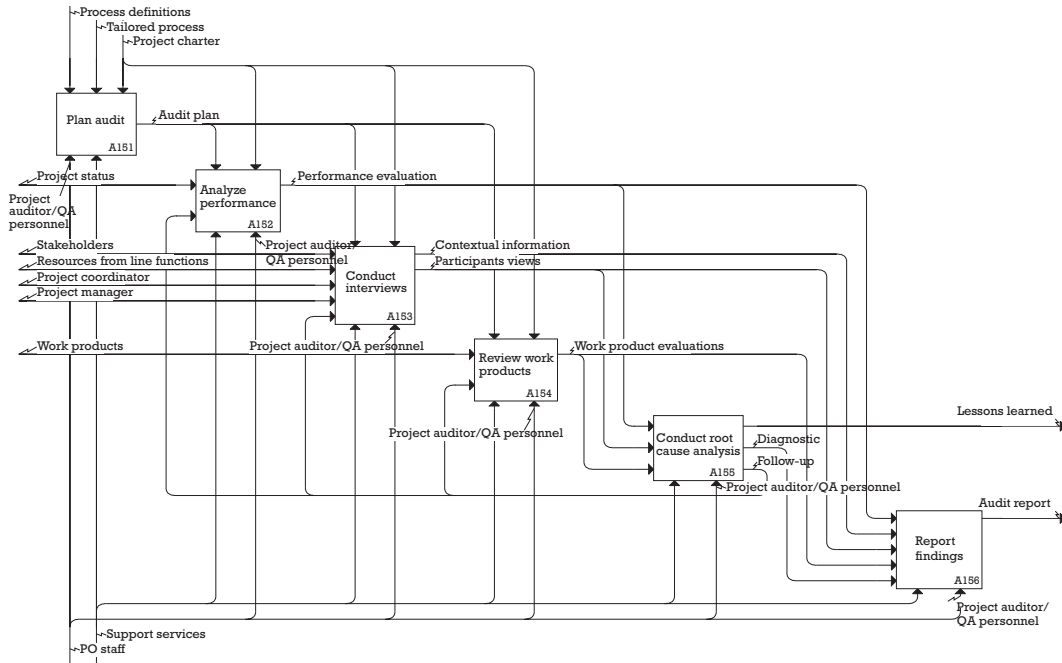 Process definitions
Tailored process
Project charter
Plan audit
A151
Audit plan
Project status
Project
auditor/QA
personnel
Analyze
performance
A152
Performance evaluation
Project auditor/
QA personnel
Stakeholders
Resources from line functions
Project coordinator
Project manager
Conduct
interviews
A153
Contextual information
Participants views
Work products
Project auditor/QA personnel
Review work
products
A154
Work product evaluations
Project auditor/QA personnel
Conduct root
cause analysis
A155
Lessons learned
Diagnostic
Follow-up
Project auditor/QA personnel
Audit report
Report
findings
A156
Project auditor/
QA personnel
Support services
PO staff